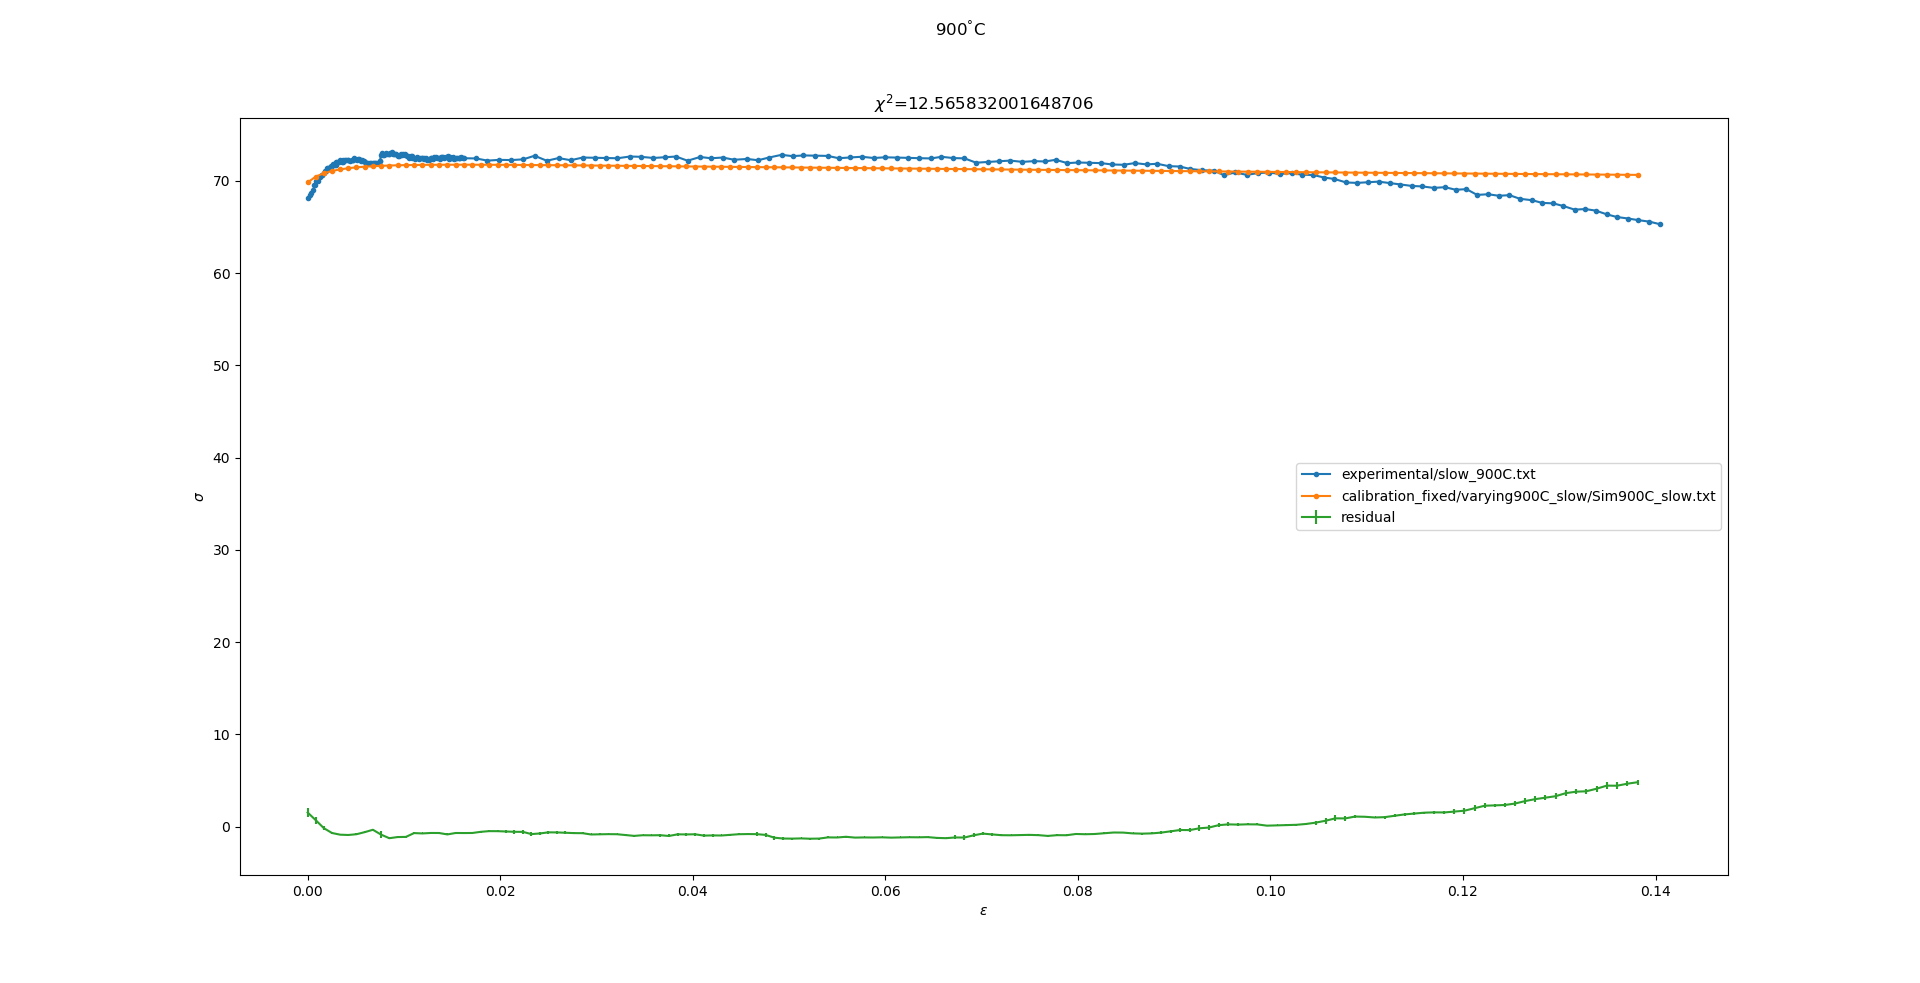 900°C
χ²=12.565832001648706
70
60
50
40
30
20
10
0
σ
experimental/slow_900C.txt
calibration_fixed/varying900C_slow/Sim900C_slow.txt
residual
0.00 0.02 0.04 0.06 0.08 0.10 0.12 0.14
ε